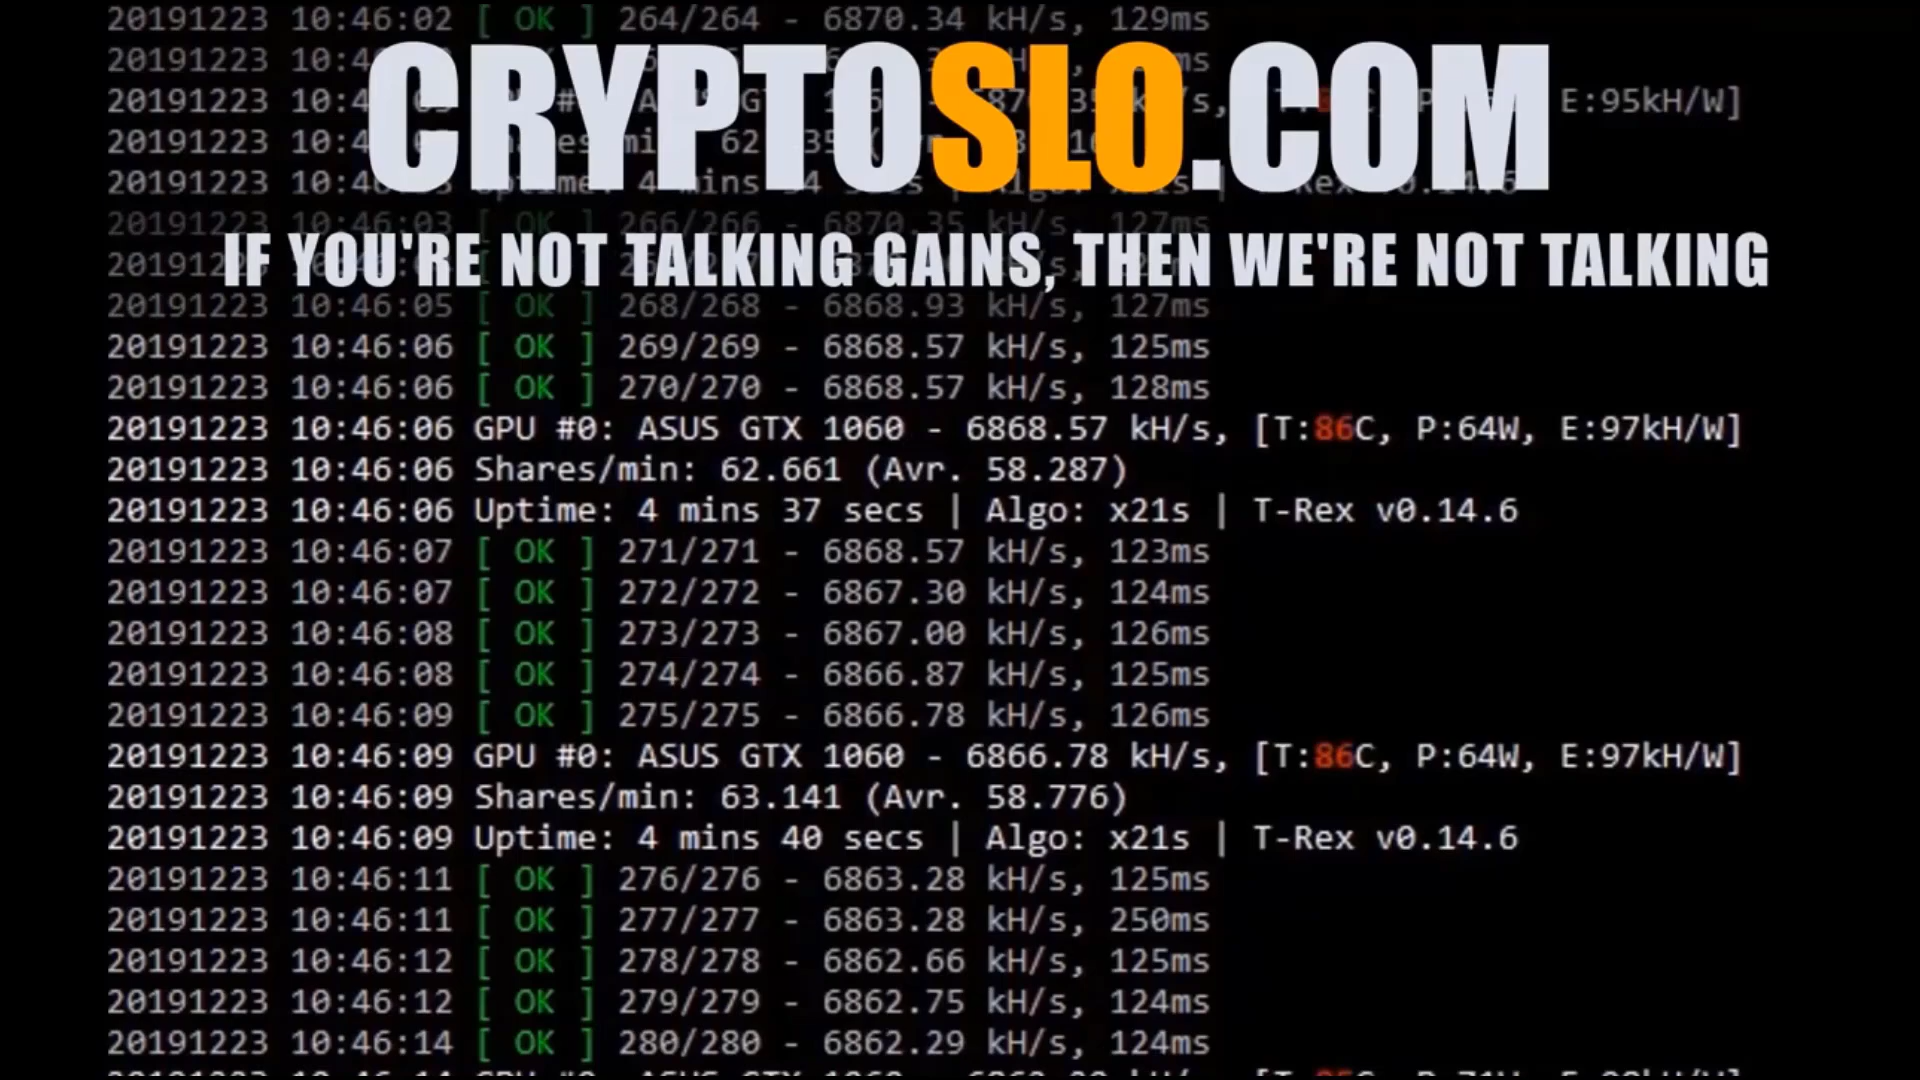 20191223 10:46:02 [ OK ] 264/264 - 6870.34 kH/s, 129ms
CRYPTOSLO.COM
E:95kH/W]
IF YOU'RE NOT TALKING GAINS, THEN WE'RE NOT TALKING
20191223 10:46:03 [ OK ] 266/266 - 6870.35 kH/s, 127ms
20191223 10:46:05 [ OK ] 268/268 - 6868.93 kH/s, 127ms
20191223 10:46:06 [ OK ] 269/269 - 6868.57 kH/s, 125ms
20191223 10:46:06 [ OK ] 270/270 - 6868.57 kH/s, 128ms
20191223 10:46:06 GPU #0: ASUS GTX 1060 - 6868.57 kH/s, [T:86C, P:64W, E:97kH/W]
20191223 10:46:06 Shares/min: 62.661 (Avr. 58.287)
20191223 10:46:06 Uptime: 4 mins 37 secs | Algo: x21s | T-Rex v0.14.6
20191223 10:46:07 [ OK ] 271/271 - 6868.57 kH/s, 123ms
20191223 10:46:07 [ OK ] 272/272 - 6867.30 kH/s, 124ms
20191223 10:46:08 [ OK ] 273/273 - 6867.00 kH/s, 126ms
20191223 10:46:08 [ OK ] 274/274 - 6866.87 kH/s, 125ms
20191223 10:46:09 [ OK ] 275/275 - 6866.78 kH/s, 126ms
20191223 10:46:09 GPU #0: ASUS GTX 1060 - 6866.78 kH/s, [T:86C, P:64W, E:97kH/W]
20191223 10:46:09 Shares/min: 63.141 (Avr. 58.776)
20191223 10:46:09 Uptime: 4 mins 40 secs | Algo: x21s | T-Rex v0.14.6
20191223 10:46:11 [ OK ] 276/276 - 6863.28 kH/s, 125ms
20191223 10:46:11 [ OK ] 277/277 - 6863.28 kH/s, 250ms
20191223 10:46:12 [ OK ] 278/278 - 6862.66 kH/s, 125ms
20191223 10:46:12 [ OK ] 279/279 - 6862.75 kH/s, 124ms
20191223 10:46:14 [ OK ] 280/280 - 6862.29 kH/s, 124ms